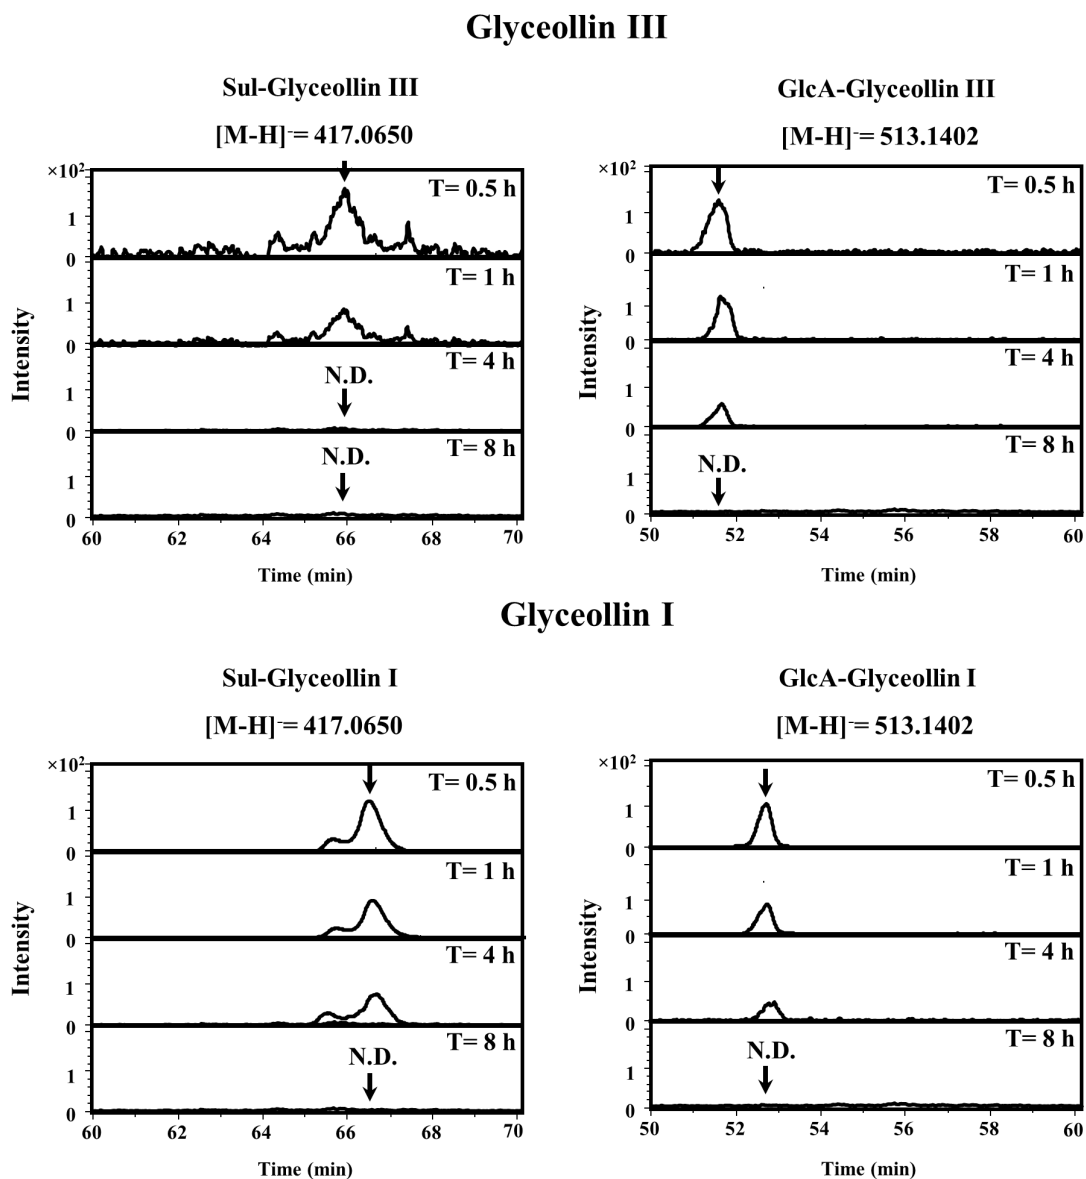 Glyceollin III
Sul-Glyceollin III
[M-H]⁻= 417.0650
×10²
T= 0.5 h
1
0
T= 1 h
1
0
T= 4 h
N.D.
1
0
T= 8 h
N.D.
1
0
60 62 64 66 68 70
Time (min)
Intensity
GlcA-Glyceollin III
[M-H]⁻= 513.1402
×10²
T= 0.5 h
1
0
T= 1 h
1
0
T= 4 h
1
0
T= 8 h
N.D.
1
0
50 52 54 56 58 60
Time (min)
Intensity
Glyceollin I
Sul-Glyceollin I
[M-H]⁻= 417.0650
×10²
T= 0.5 h
1
0
T= 1 h
1
0
T= 4 h
1
0
T= 8 h
N.D.
1
0
60 62 64 66 68 70
Time (min)
Intensity
GlcA-Glyceollin I
[M-H]⁻= 513.1402
×10²
T= 0.5 h
1
0
T= 1 h
1
0
T= 4 h
1
0
T= 8 h
N.D.
1
0
50 52 54 56 58 60
Time (min)
Intensity